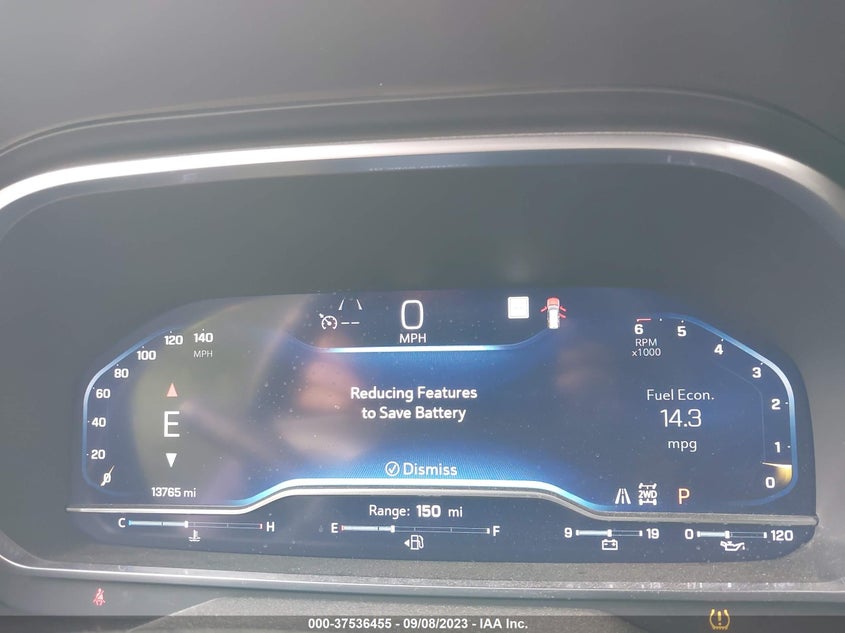 0
MPH
120 140
MPH
100
80
60
40
20
0
E
13765 mi
Reducing Features
to Save Battery
Dismiss
6 5
RPM
x1000
4
3
2
1
0
Fuel Econ.
14.3
mpg
2WD P
Range: 150 mi
C H
E F
9 19
0 120
000-37536455 - 09/08/2023 - IAA Inc.